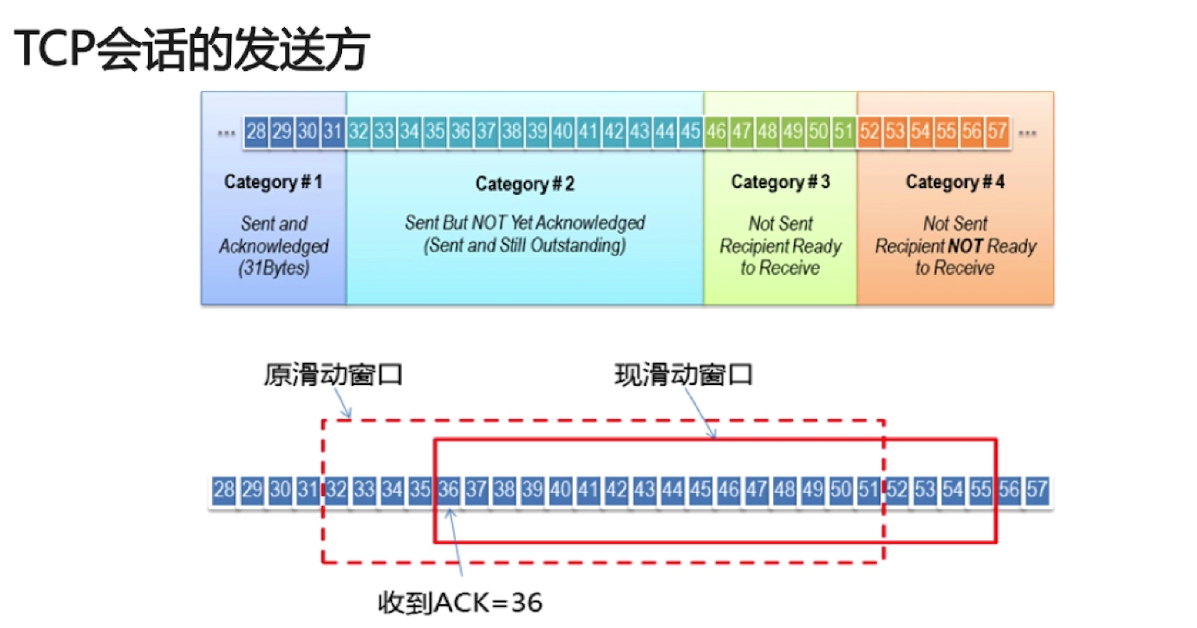 TCP会话的发送方
... 28 29 30 31 32 33 34 35 36 37 38 39 40 41 42 43 44 45 46 47 48 49 50 51 52 53 54 55 56 57 ...
Category # 1
Sent and
Acknowledged
(31Bytes)
Category # 2
Sent But NOT Yet Acknowledged
(Sent and Still Outstanding)
Category # 3
Not Sent
Recipient Ready
to Receive
Category # 4
Not Sent
Recipient NOT Ready
to Receive
原滑动窗口
现滑动窗口
28 29 30 31 32 33 34 35 36 37 38 39 40 41 42 43 44 45 46 47 48 49 50 51 52 53 54 55 56 57
收到ACK=36